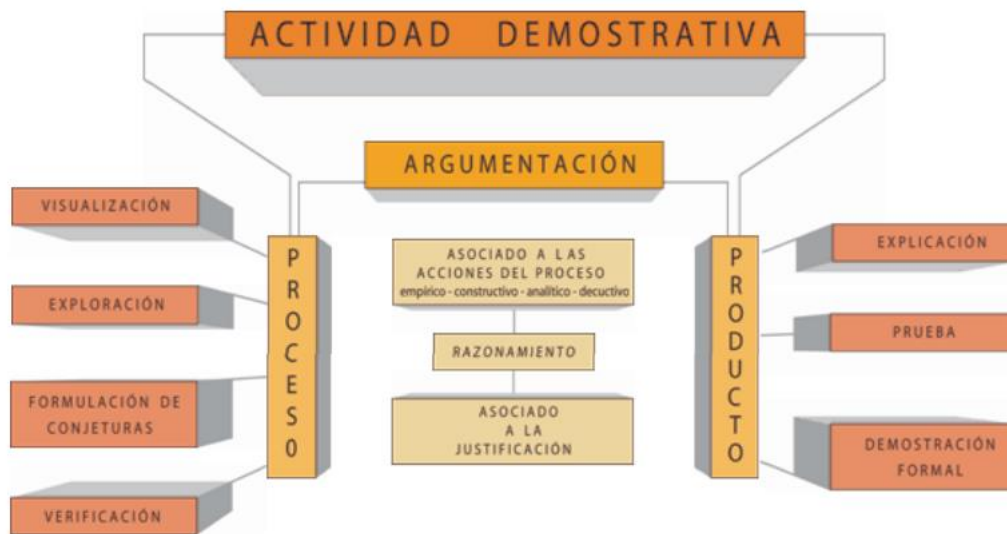 ACTIVIDAD DEMOSTRATIVA
ARGUMENTACIÓN
VISUALIZACIÓN
EXPLORACIÓN
FORMULACIÓN DE
CONJETURAS
VERIFICACIÓN
PROCES0
ASOCIADO A LAS
ACCIONES DEL PROCESO
empírico - constructivo - analítico - decuctivo
RAZONAMIENTO
ASOCIADO
A LA
JUSTIFICACIÓN
PRODUCTO
EXPLICACIÓN
PRUEBA
DEMOSTRACIÓN
FORMAL